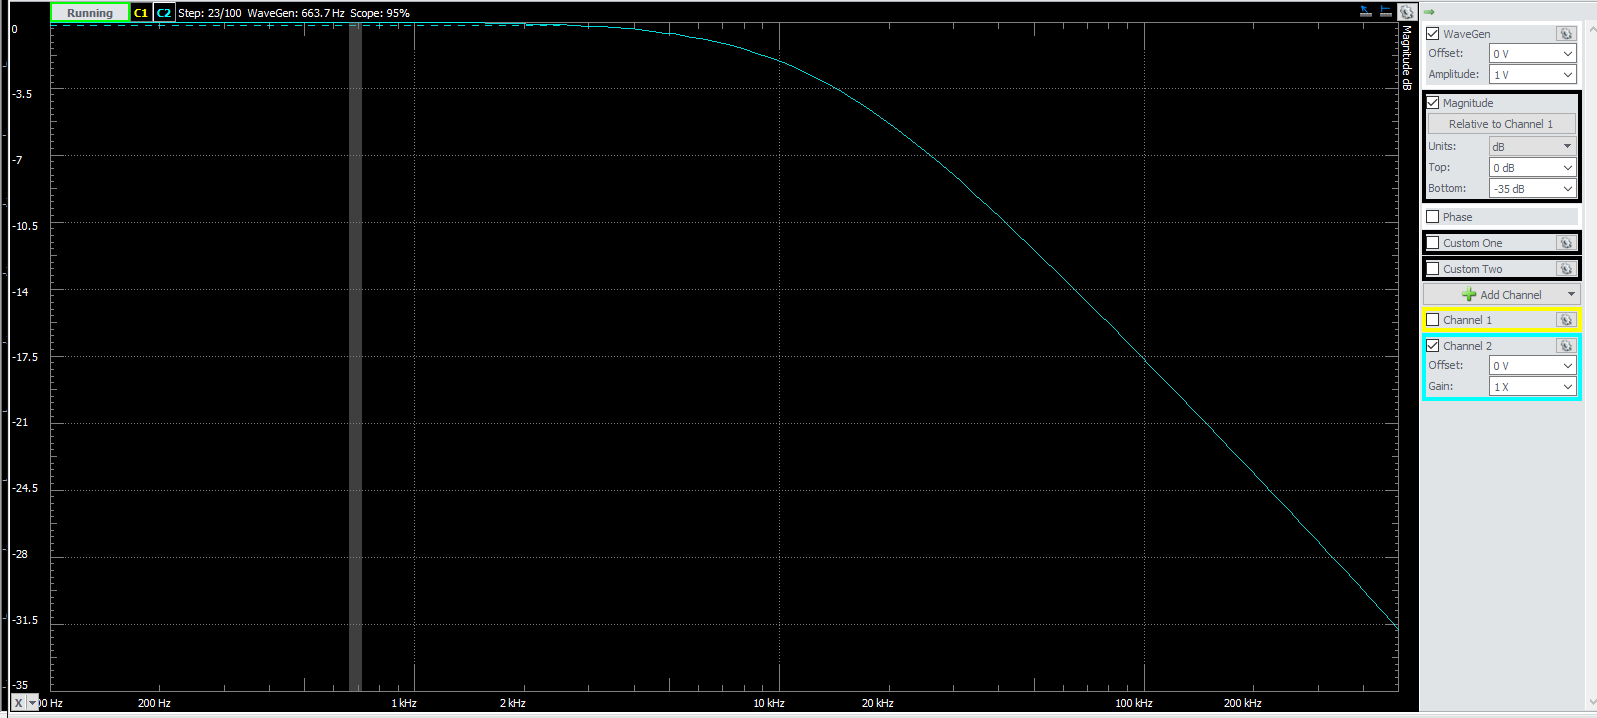 Running C1 C2 Step: 23/100 WaveGen: 663.7 Hz Scope: 95%
0
-3.5
-7
-10.5
-14
-17.5
-21
-24.5
-28
-31.5
-35
Magnitude dB
X 00 Hz 200 Hz 1 kHz 2 kHz 10 kHz 20 kHz 100 kHz 200 kHz
WaveGen
Offset: 0 V
Amplitude: 1 V
Magnitude
Relative to Channel 1
Units: dB
Top: 0 dB
Bottom: -35 dB
Phase
Custom One
Custom Two
Add Channel
Channel 1
Channel 2
Offset: 0 V
Gain: 1 X